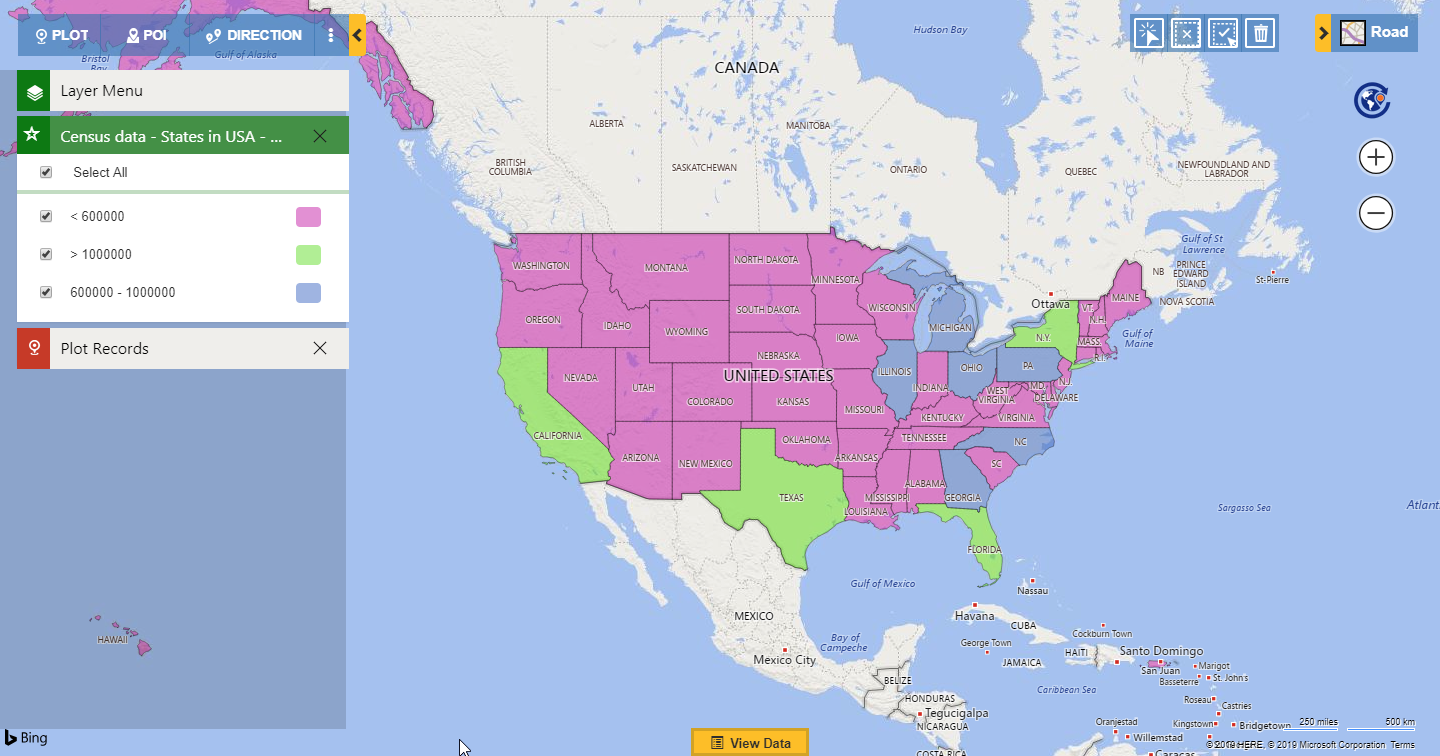 PLOT
POI
DIRECTION
Bristol
Bay
Gulf of Alaska
Layer Menu
Census data - States in USA - ...
Select All
< 600000
> 1000000
600000 - 1000000
Plot Records
Road
Hudson Bay
CANADA
ALBERTA
MANITOBA
BRITISH
COLUMBIA
SASKATCHEWAN
ONTARIO
QUEBEC
NEWFOUNDLAND AND
LABRADOR
Gulf of St
Lawrence
NB
PRINCE
EDWARD
ISLAND
St-Pierre
NOVA SCOTIA
Ottawa
Gulf of
Maine
WASHINGTON
MONTANA
NORTH DAKOTA
MINNESOTA
OREGON
IDAHO
WYOMING
SOUTH DAKOTA
WISCONSIN
MICHIGAN
N.Y.
VT.
N.H.
MAINE
MASS.
R.I.
IOWA
NEBRASKA
UNITED STATES
NEVADA
UTAH
COLORADO
KANSAS
MISSOURI
ILLINOIS
INDIANA
OHIO
PA.
N.J.
MD.
DELAWARE
WEST
VIRGINIA
VIRGINIA
KENTUCKY
CALIFORNIA
ARIZONA
NEW MEXICO
OKLAHOMA
ARKANSAS
TENNESSEE
NC
SC
TEXAS
LOUISIANA
MISSISSIPPI
ALABAMA
GEORGIA
FLORIDA
Sargasso Sea
Atlant
Gulf of Mexico
Nassau
Havana
CUBA
MEXICO
Bay of
Campeche
Mexico City
George Town
Cockburn Town
HAITI
JAMAICA
Santo Domingo
San Juan
Marigot
Basseterre
St. John's
BELIZE
HONDURAS
Tegucigalpa
NICARAGUA
COSTA RICA
Caribbean Sea
Roseau
Castries
Oranjestad
Kingstown
Bridgetown
Willemstad
Caracas
HAWAII
Bing
View Data
250 miles
500 km
© 2019 HERE, © 2019 Microsoft Corporation Terms